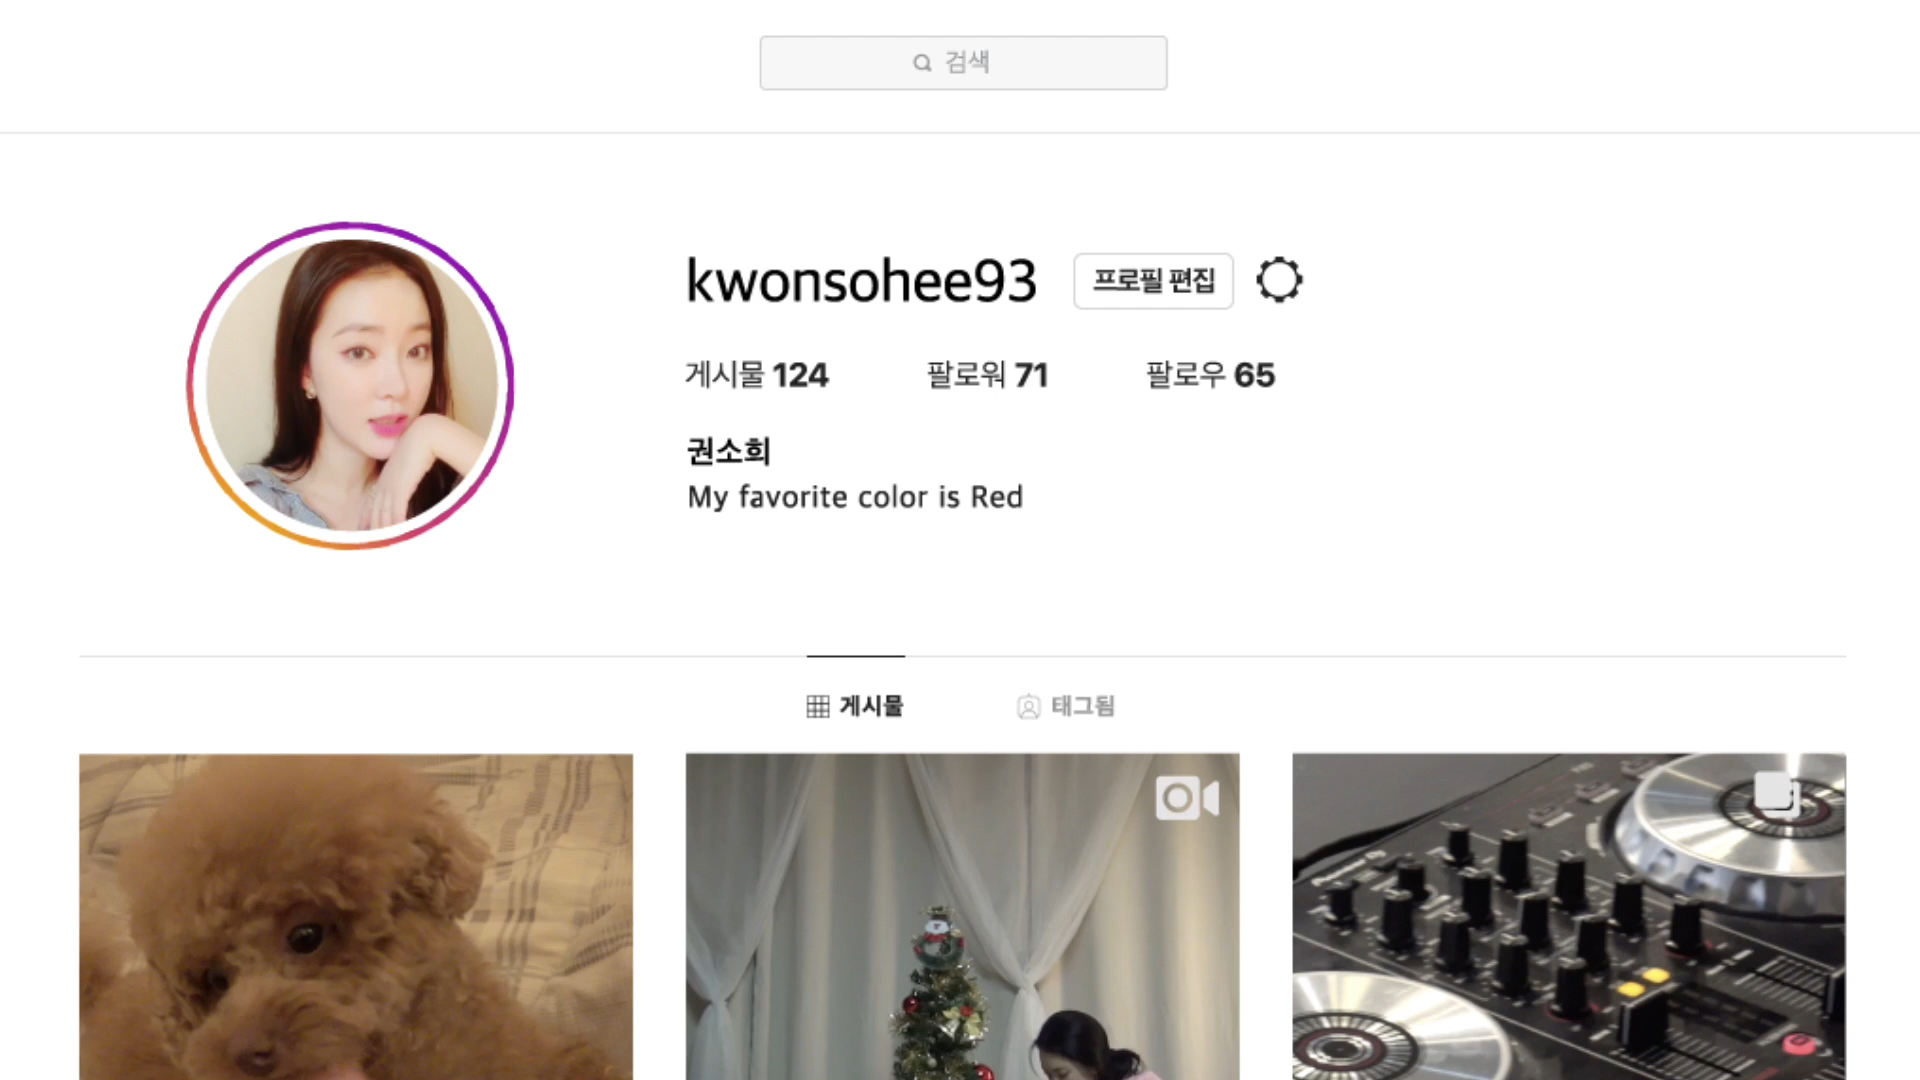 검색
kwonsohee93 프로필 편집
게시물 124 팔로워 71 팔로우 65
권소희
My favorite color is Red
게시물 태그됨